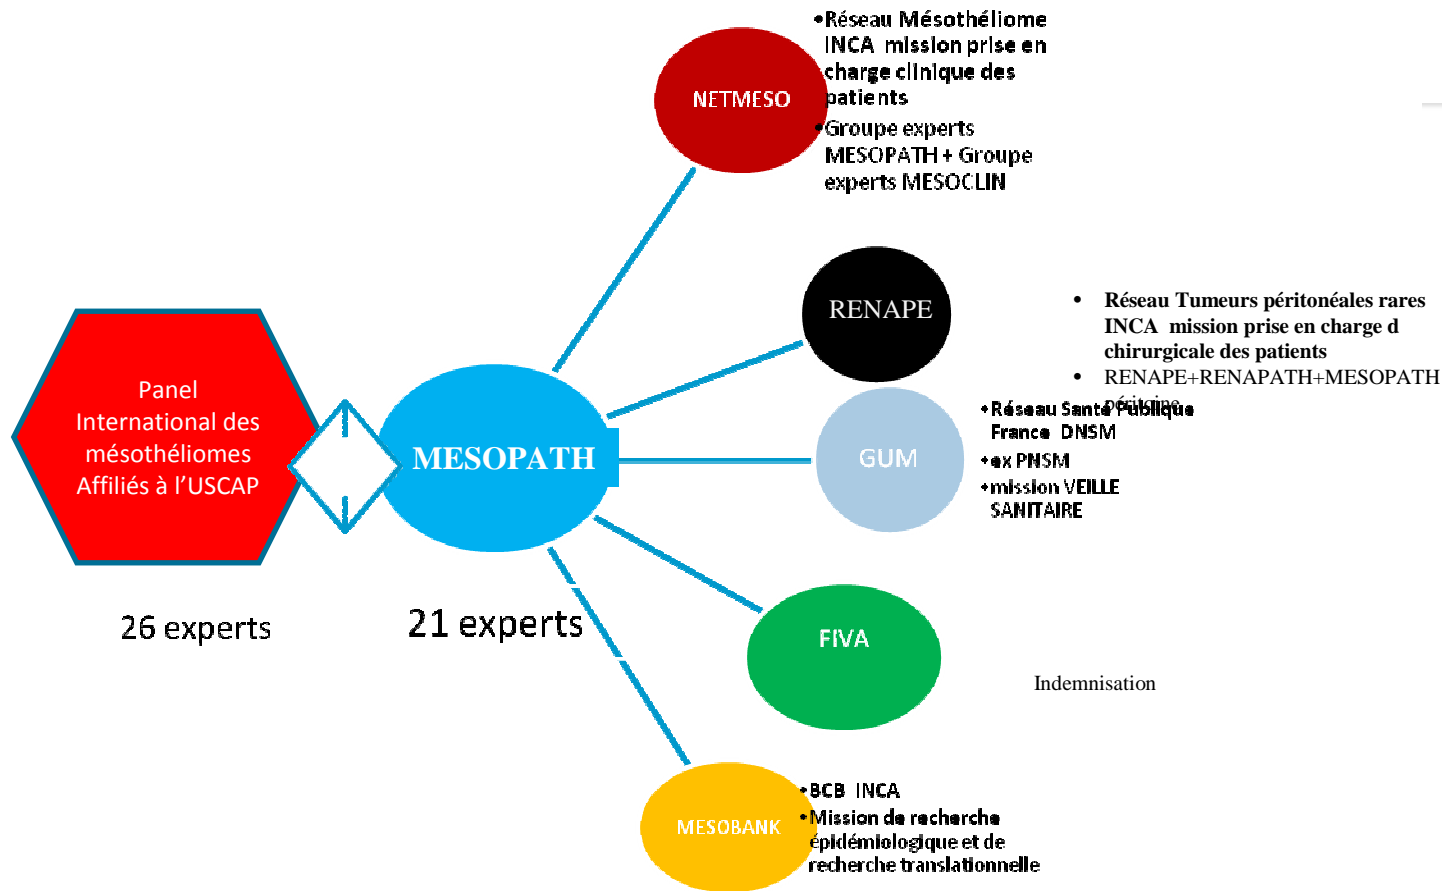 •Réseau Mésothéliome
INCA mission prise en
charge clinique des
patients
•Groupe experts
MESOPATH + Groupe
experts MESOCLIN
NETMESO
RENAPE
• Réseau Tumeurs péritonéales rares
INCA mission prise en charge d
chirurgicale des patients
• RENAPE+RENAPATH+MESOPATH
péritoine
•Réseau Santé Publique
France DNSM
•ex PNSM
•mission VEILLE
SANITAIRE
GUM
Panel
International des
mésothéliomes
Affiliés à l'USCAP
MESOPATH
26 experts
21 experts
FIVA
Indemnisation
MESOBANK
•BCB INCA
•Mission de recherche
épidémiologique et de
recherche translationnelle